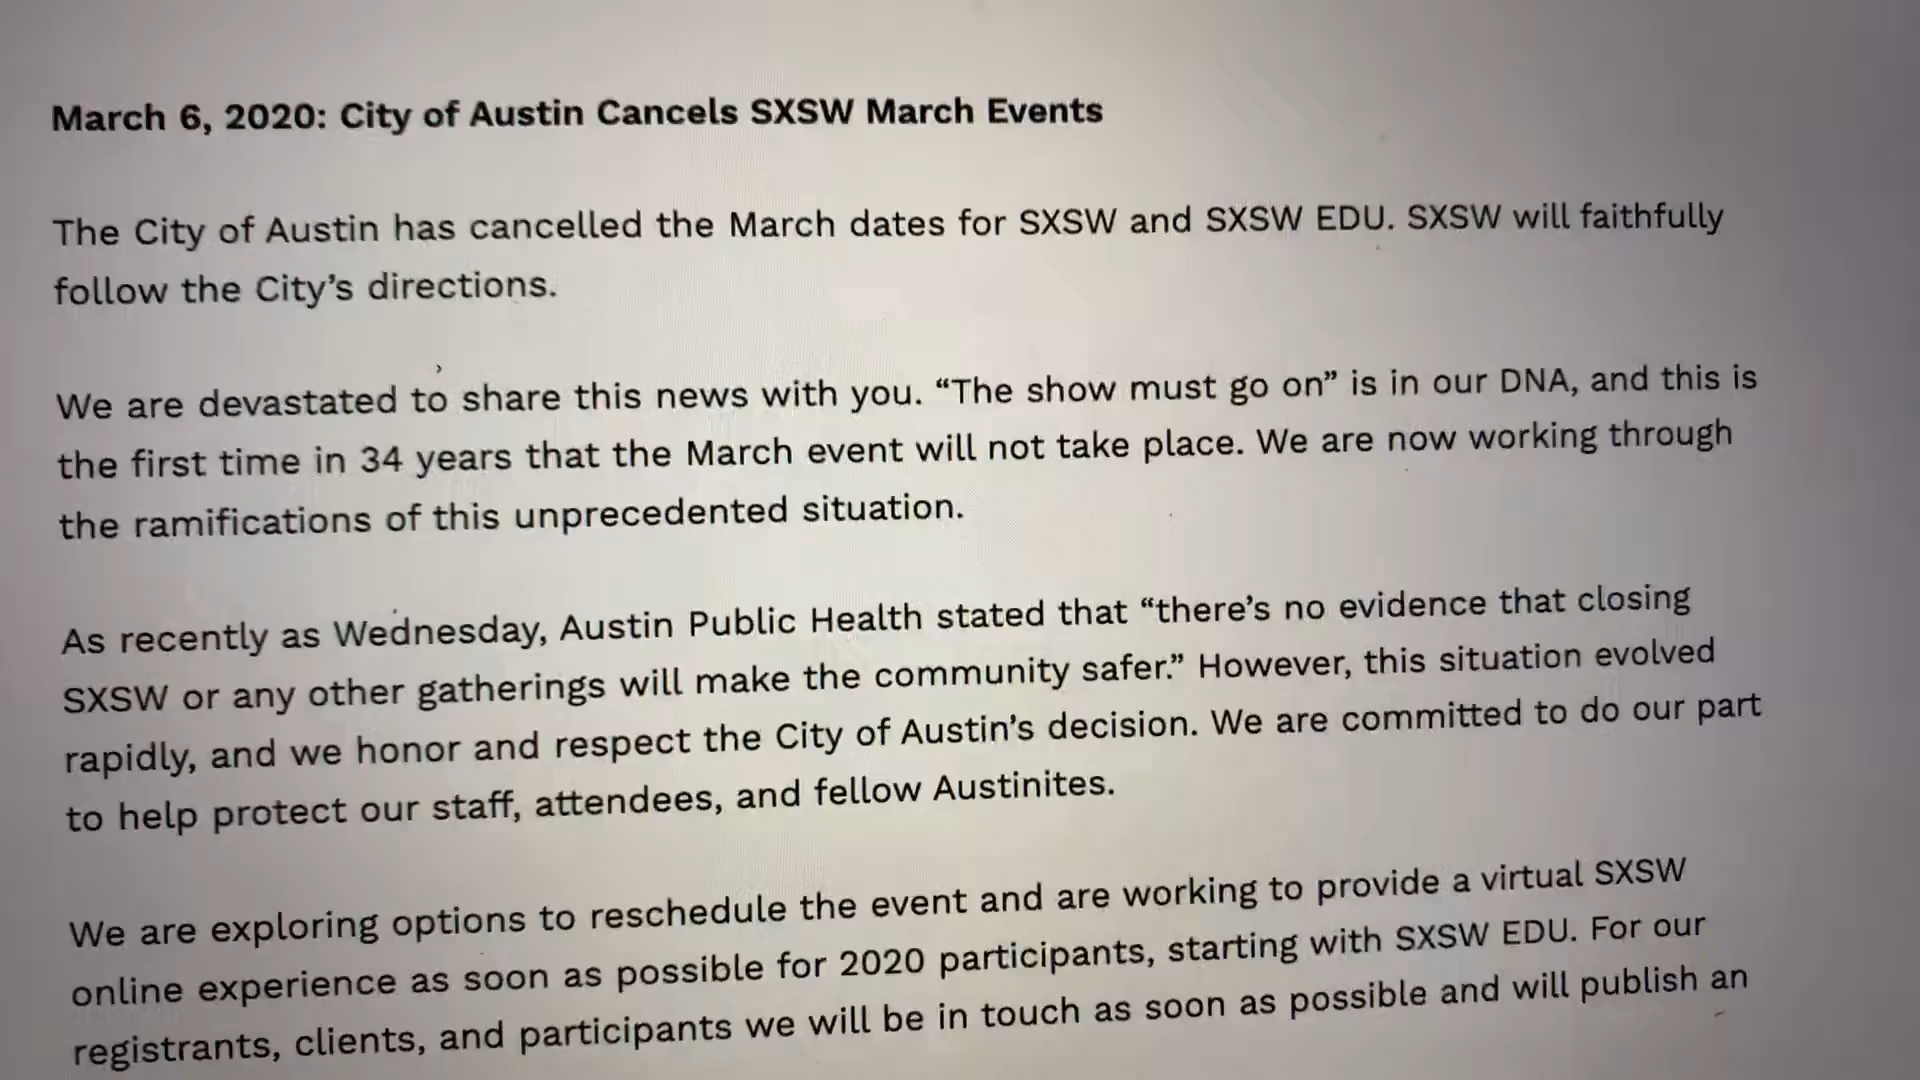 March 6, 2020: City of Austin Cancels SXSW March Events
The City of Austin has cancelled the March dates for SXSW and SXSW EDU. SXSW will faithfully
follow the City’s directions.
We are devastated to share this news with you. “The show must go on” is in our DNA, and this is
the first time in 34 years that the March event will not take place. We are now working through
the ramifications of this unprecedented situation.
As recently as Wednesday, Austin Public Health stated that “there’s no evidence that closing
SXSW or any other gatherings will make the community safer.” However, this situation evolved
rapidly, and we honor and respect the City of Austin’s decision. We are committed to do our part
to help protect our staff, attendees, and fellow Austinites.
We are exploring options to reschedule the event and are working to provide a virtual SXSW
online experience as soon as possible for 2020 participants, starting with SXSW EDU. For our
registrants, clients, and participants we will be in touch as soon as possible and will publish an